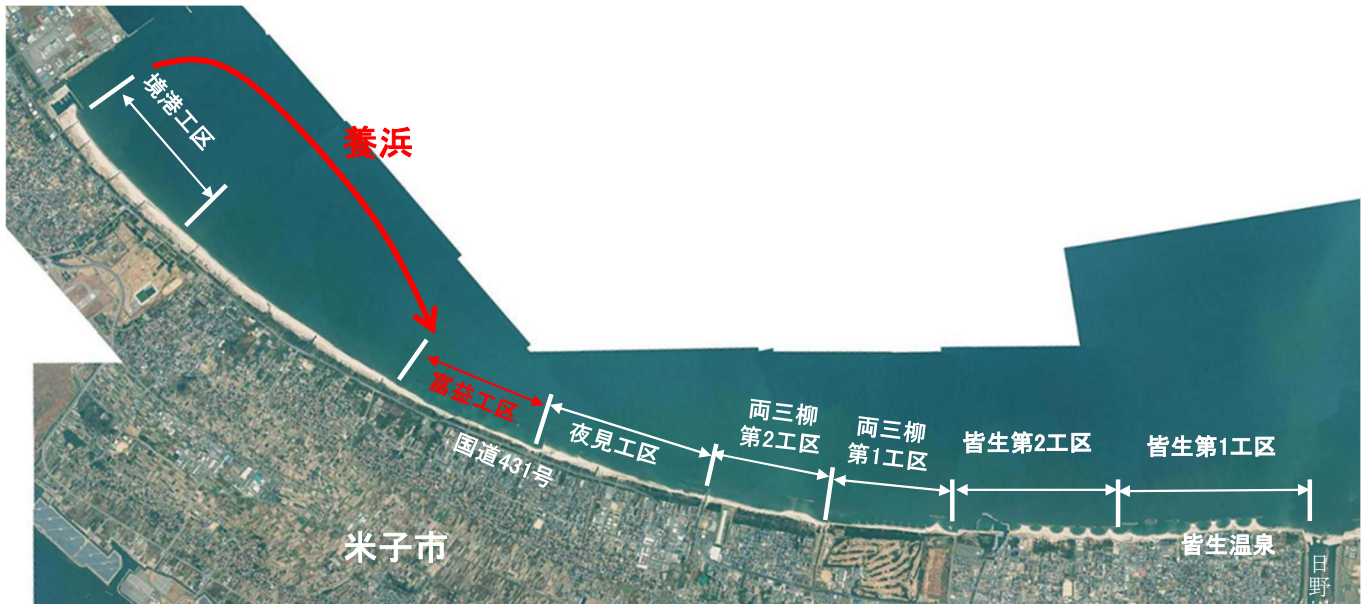 境港工区
養浜
富益工区
国道431号
夜見工区
両三柳
第2工区
両三柳
第1工区
皆生第2工区
皆生第1工区
米子市
皆生温泉
日野